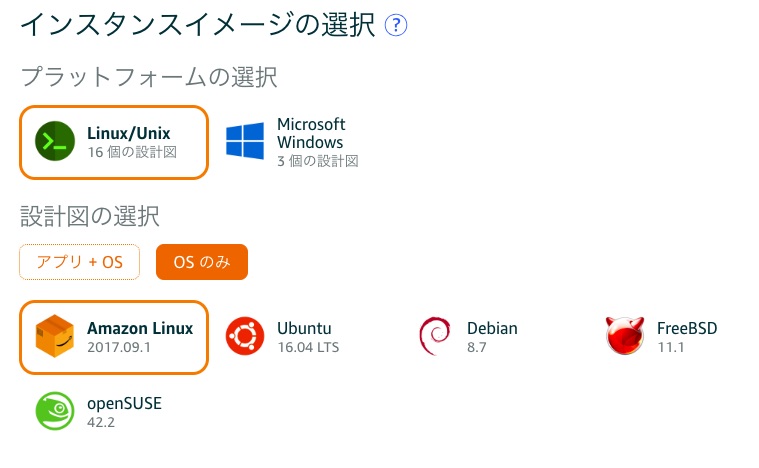 インスタンスイメージの選択 ?
プラットフォームの選択
Linux/Unix
16 個の設計図
Microsoft
Windows
3 個の設計図
設計図の選択
アプリ + OS
OS のみ
Amazon Linux
2017.09.1
Ubuntu
16.04 LTS
Debian
8.7
FreeBSD
11.1
openSUSE
42.2